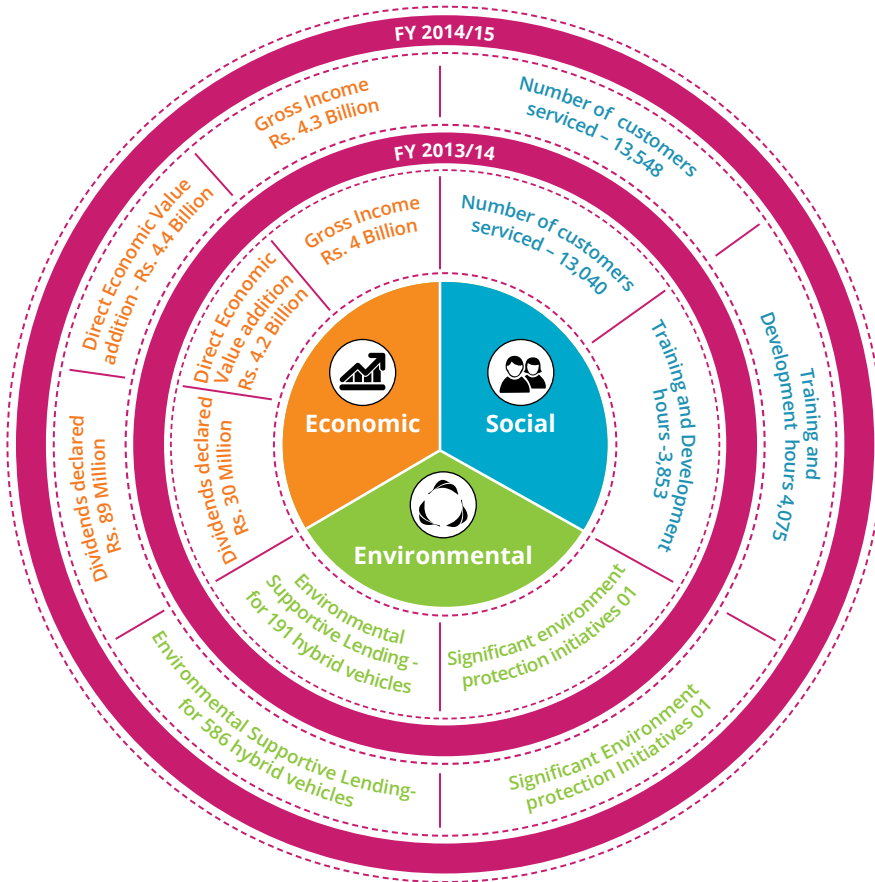 FY 2014/15
Gross Income
Rs. 4.3 Billion
Number of customers
serviced – 13,548
Training and
Development hours 4,075
Significant Environment
protection Initiatives 01
Environmental Supportive Lending-
for 586 hybrid vehicles
Dividends declared
Rs. 89 Million
Direct Economic Value
addition - Rs. 4.4 Billion
FY 2013/14
Gross Income
Rs. 4 Billion
Number of customers
serviced – 13,040
Training and Development
hours -3,853
Significant environment
protection initiatives 01
Environmental
Supportive Lending -
for 191 hybrid vehicles
Dividends declared
Rs. 30 Million
Direct Economic
Value addition
Rs. 4.2 Billion
Economic
Social
Environmental